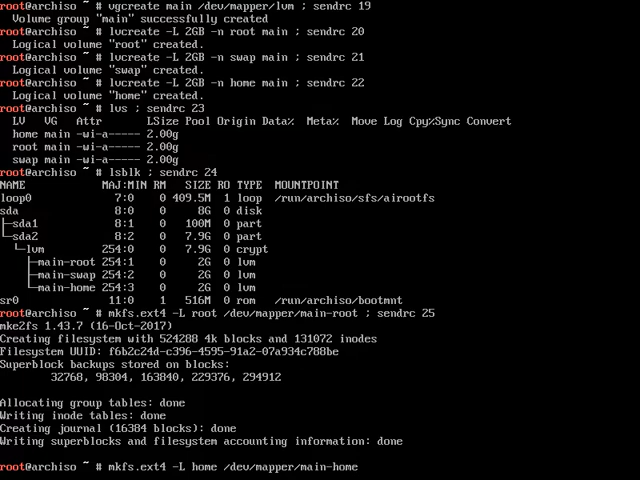 root@archiso ~ # vgcreate main /dev/mapper/lvm ; sendrc 19
  Volume group "main" successfully created
root@archiso ~ # lvcreate -L 2GB -n root main ; sendrc 20
  Logical volume "root" created.
root@archiso ~ # lvcreate -L 2GB -n swap main ; sendrc 21
  Logical volume "swap" created.
root@archiso ~ # lvcreate -L 2GB -n home main ; sendrc 22
  Logical volume "home" created.
root@archiso ~ # lvs ; sendrc 23
  LV   VG   Attr       LSize Pool Origin Data%  Meta%  Move Log Cpy%Sync Convert
  home main -wi-a----- 2.00g
  root main -wi-a----- 2.00g
  swap main -wi-a----- 2.00g
root@archiso ~ # lsblk ; sendrc 24
NAME            MAJ:MIN RM   SIZE RO TYPE  MOUNTPOINT
loop0             7:0    0 409.5M  1 loop  /run/archiso/sfs/airootfs
sda               8:0    0     8G  0 disk
├─sda1            8:1    0   100M  0 part
└─sda2            8:2    0   7.9G  0 part
  └─lvm         254:0    0   7.9G  0 crypt
    ├─main-root 254:1    0     2G  0 lvm
    ├─main-swap 254:2    0     2G  0 lvm
    └─main-home 254:3    0     2G  0 lvm
sr0              11:0    1   516M  0 rom   /run/archiso/bootmnt
root@archiso ~ # mkfs.ext4 -L root /dev/mapper/main-root ; sendrc 25
mke2fs 1.43.7 (16-Oct-2017)
Creating filesystem with 524288 4k blocks and 131072 inodes
Filesystem UUID: f6b2c24d-c396-4595-91a2-07a934c788be
Superblock backups stored on blocks:
        32768, 98304, 163840, 229376, 294912
Allocating group tables: done
Writing inode tables: done
Creating journal (16384 blocks): done
Writing superblocks and filesystem accounting information: done
root@archiso ~ # mkfs.ext4 -L home /dev/mapper/main-home